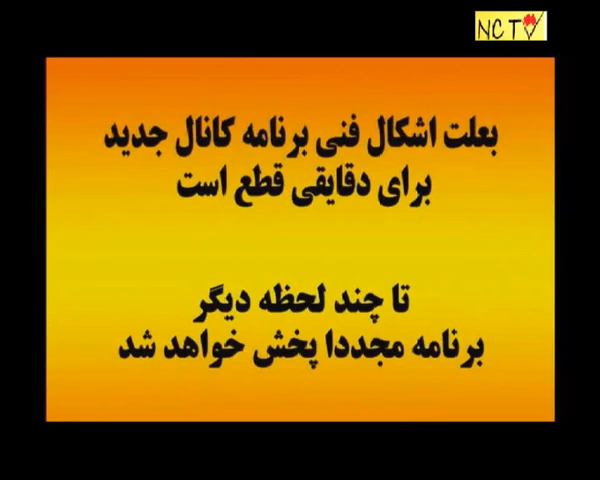 NCTV
بعلت اشکال فنی برنامه کانال جدید
برای دقایقی قطع است
تا چند لحظه دیگر
برنامه مجددا پخش خواهد شد